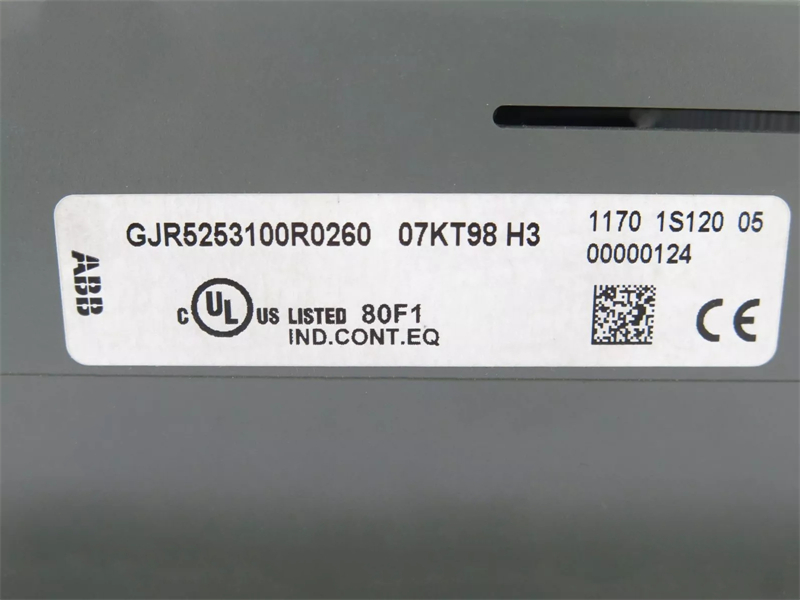 ABB
GJR5253100R0260 07KT98 H3
1170 1S120 05
00000124
C UL US LISTED 80F1
IND.CONT.EQ
CE